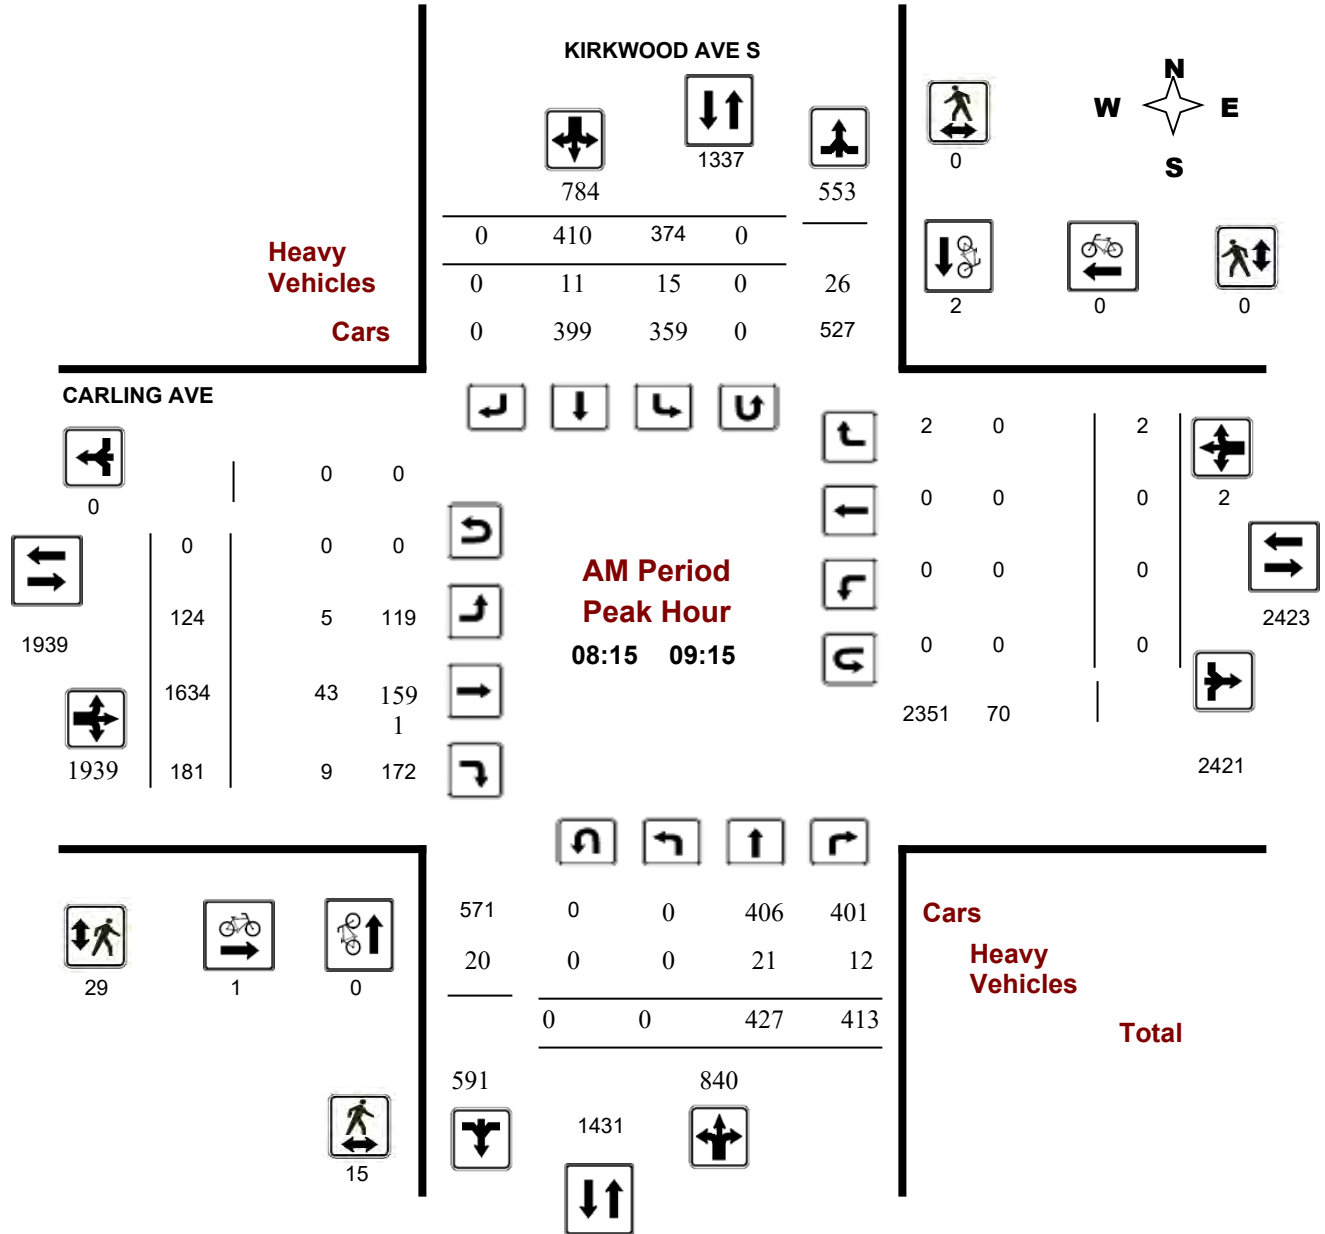 KIRKWOOD AVE S
N
W E
S
1337
0
784 553
0 410 374 0
Heavy
Vehicles
0 11 15 0 26
2 0 0
Cars
0 399 359 0 527
CARLING AVE
2 0 2
0 0
0
0 0 0 2
0 0 0
AM Period
0 0 0
124 5 119
Peak Hour
2423
1939
08:15 09:15
0 0 0
1634 43 159
1
2351 70
1939 181 9 172
2421
571 0 0 406 401
Cars
20 0 0 21 12
Heavy
Vehicles
29 1 0
0 0 427 413
Total
591 840
1431
15